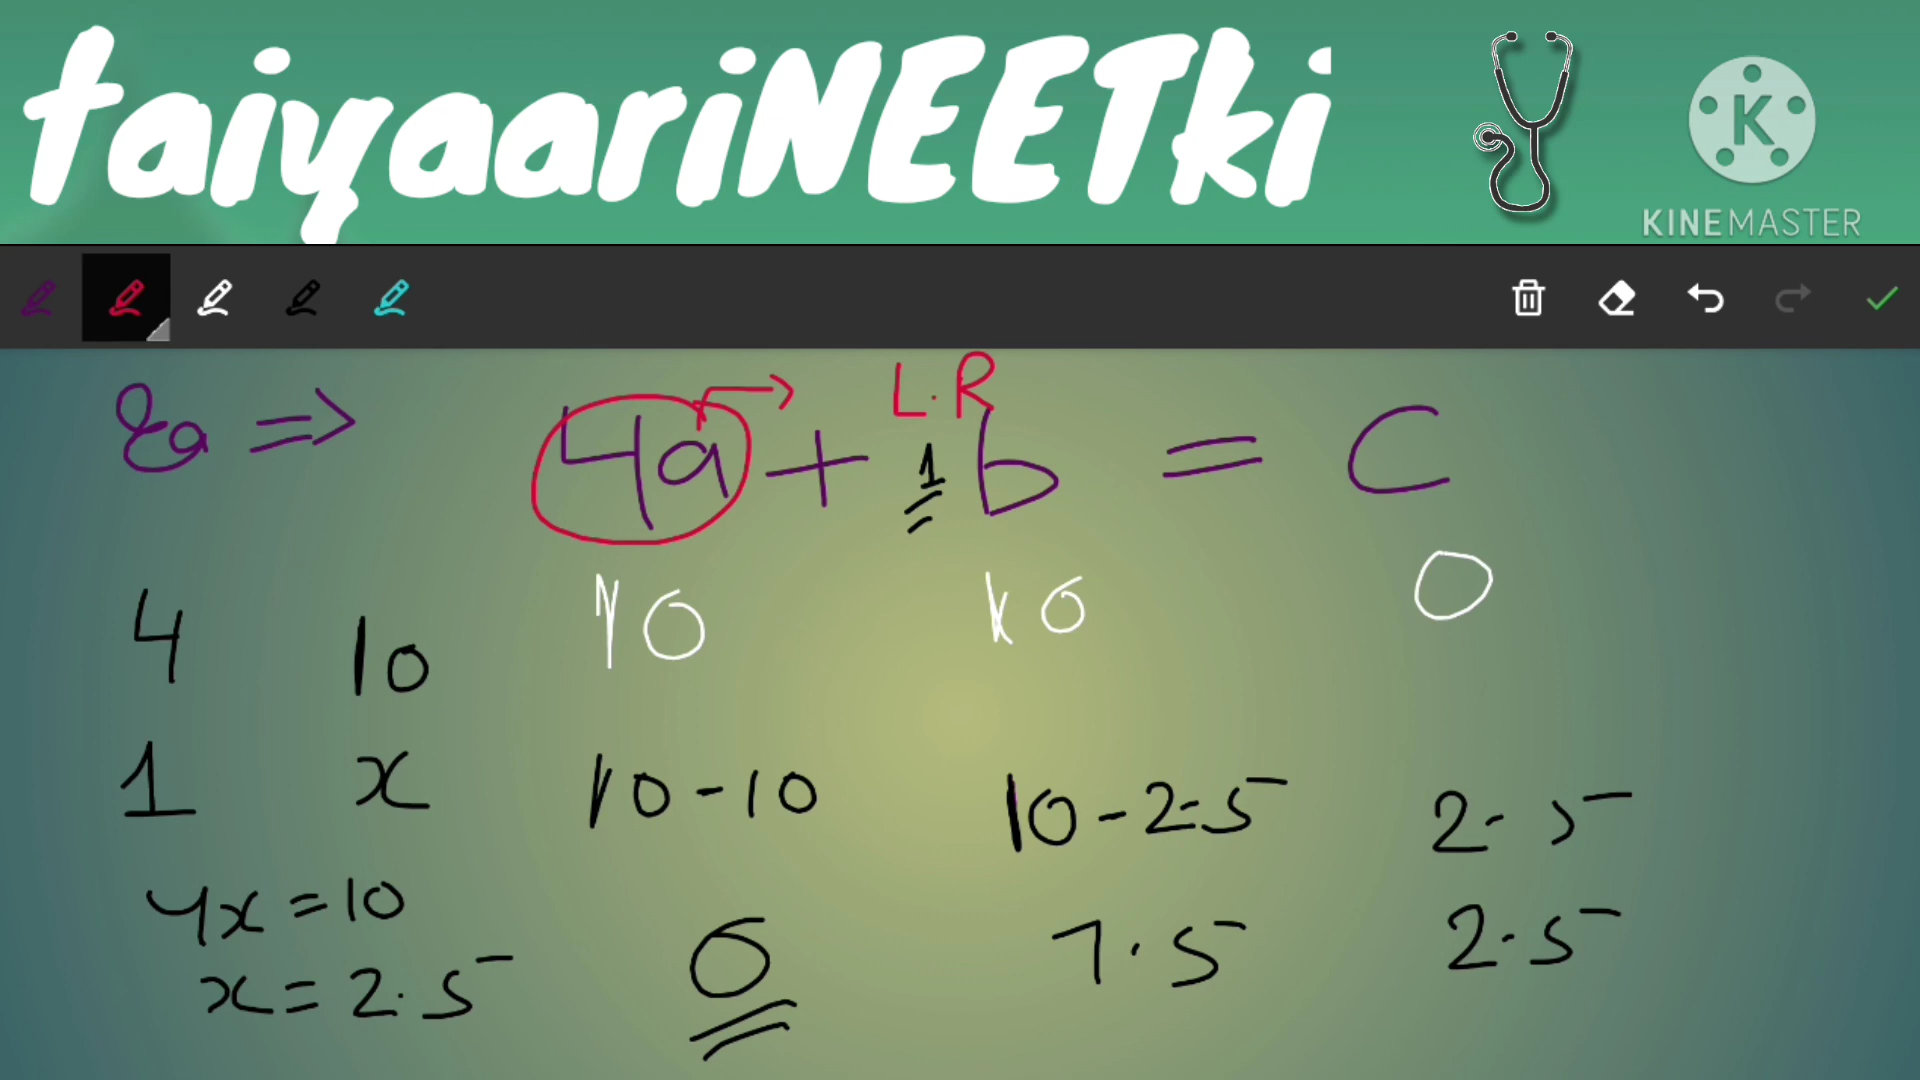 taiyaariNEETki
K
KINEMASTER
L.R
Eg ⇒ 4a + 1b = C
10 10 0
4 10
1 x 10-10 10-2.5 2.5
4x=10
0 7.5 2.5
x=2.5